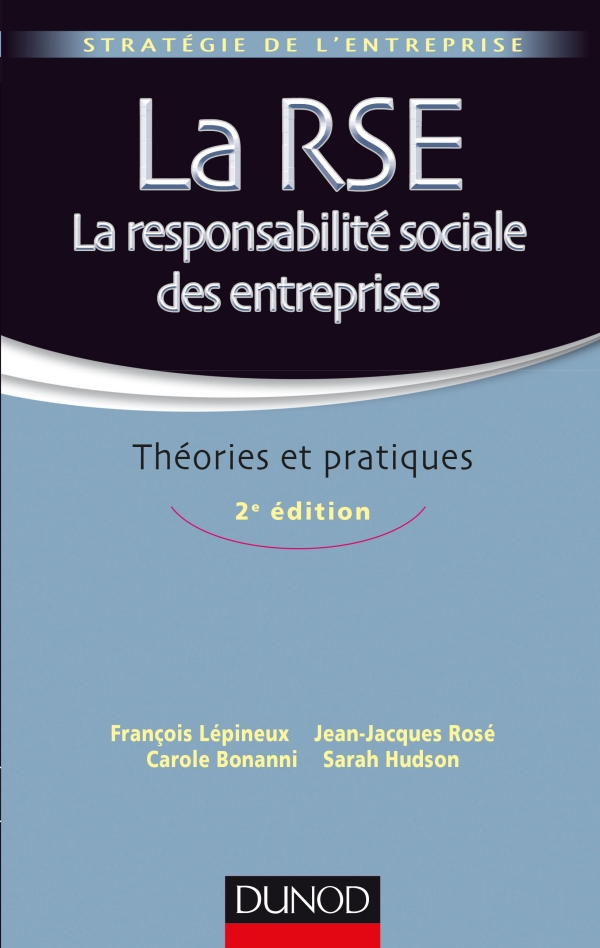 STRATÉGIE DE L'ENTREPRISE
La RSE
La responsabilité sociale
des entreprises
Théories et pratiques
2e édition
François Lépineux Jean-Jacques Rosé
Carole Bonanni Sarah Hudson
DUNOD